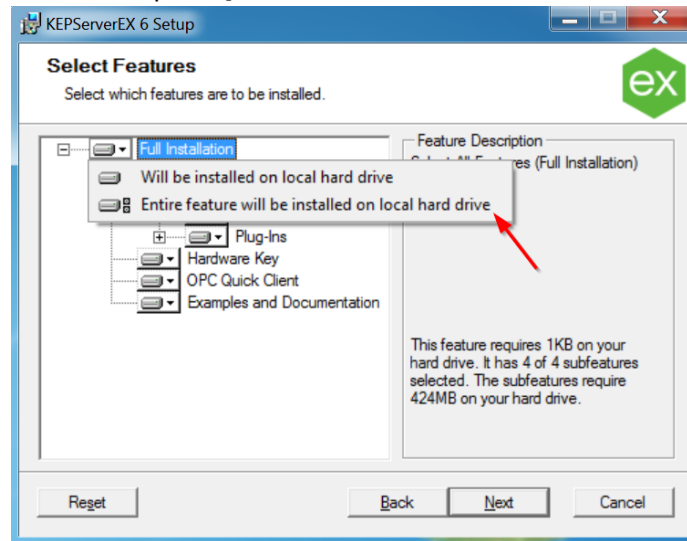 KEPServerEX 6 Setup
Select Features
Select which features are to be installed.
ex
Full Installation
Will be installed on local hard drive
Entire feature will be installed on local hard drive
Plug-Ins
Hardware Key
OPC Quick Client
Examples and Documentation
Feature Description
(Full Installation)
This feature requires 1KB on your
hard drive. It has 4 of 4 subfeatures
selected. The subfeatures require
424MB on your hard drive.
Reset
Back
Next
Cancel